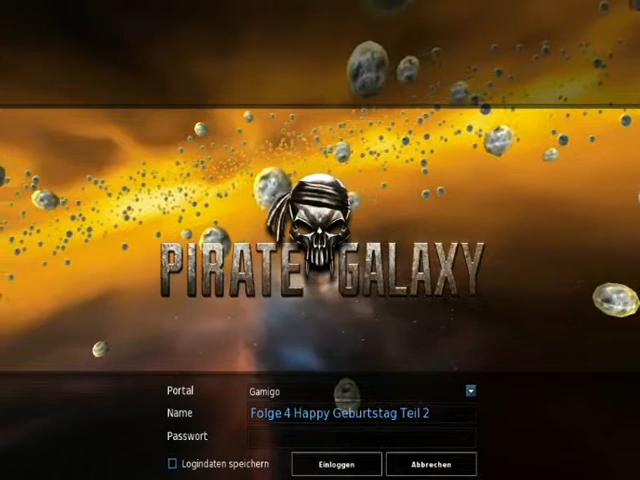 PIRATE GALAXY
Portal Gamigo
Name Folge 4 Happy Geburtstag Teil 2
Passwort
Logindaten speichern Einloggen Abbrechen